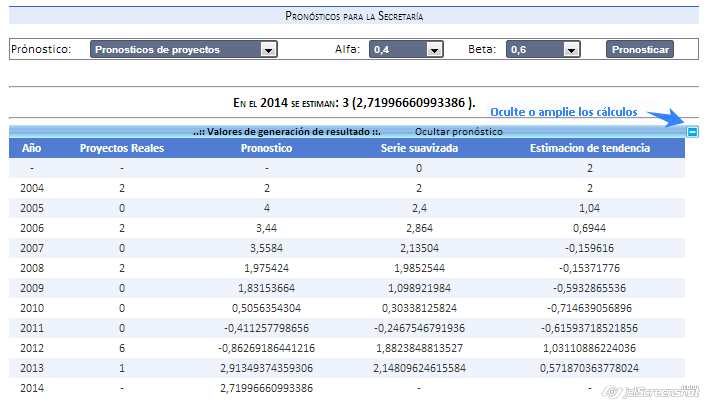 Pronósticos para la Secretaría
Prónostico: Pronosticos de proyectos Alfa: 0,4 Beta: 0,6 Pronosticar
En el 2014 se estiman: 3 (2,71996660993386 ).
Oculte o amplie los cálculos
..:: Valores de generación de resultado ::. Ocultar pronóstico
Año Proyectos Reales Pronóstico Serie suavizada Estimacion de tendencia
- - - 0 2
2004 2 2 2 2
2005 0 4 2,4 1,04
2006 2 3,44 2,864 0,6944
2007 0 3,5584 2,13504 -0,159616
2008 2 1,975424 1,9852544 -0,15371776
2009 0 1,83153664 1,098921984 -0,5932865536
2010 0 0,5056354304 0,30338125824 -0,714639056896
2011 0 -0,411257798656 -0,2467546791936 -0,61593718521856
2012 6 -0,86269186441216 1,8823848813527 1,03110886224036
2013 1 2,91349374359306 2,14809624615584 0,571870363778024
2014 - 2,71996660993386 - -
jetScreenshot.com